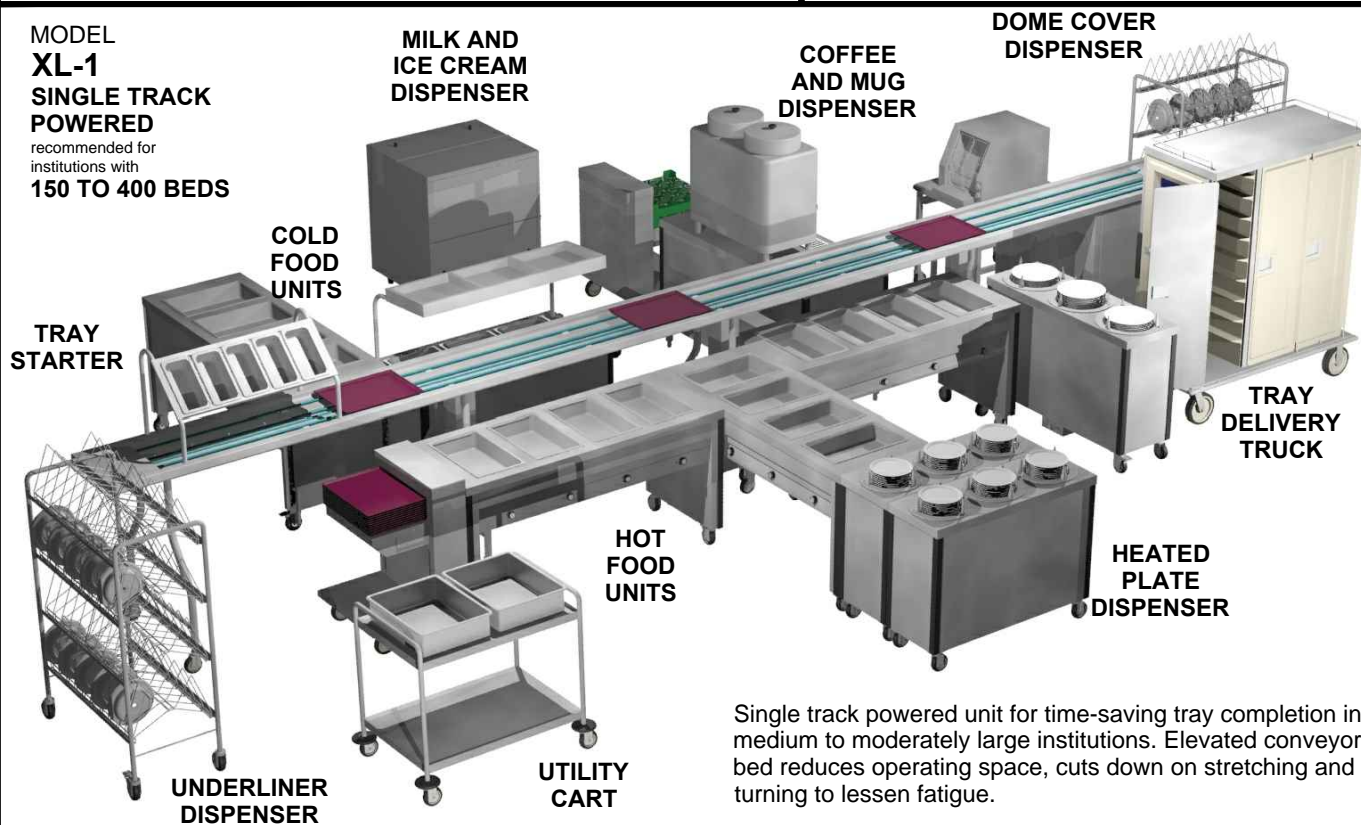 MODEL
XL-1
SINGLE TRACK
POWERED
recommended for
institutions with
150 TO 400 BEDS
MILK AND
ICE CREAM
DISPENSER
COFFEE
AND MUG
DISPENSER
DOME COVER
DISPENSER
COLD
FOOD
UNITS
TRAY
STARTER
TRAY
DELIVERY
TRUCK
HOT
FOOD
UNITS
HEATED
PLATE
DISPENSER
UNDERLINER
DISPENSER
UTILITY
CART
Single track powered unit for time-saving tray completion in
medium to moderately large institutions. Elevated conveyor
bed reduces operating space, cuts down on stretching and
turning to lessen fatigue.